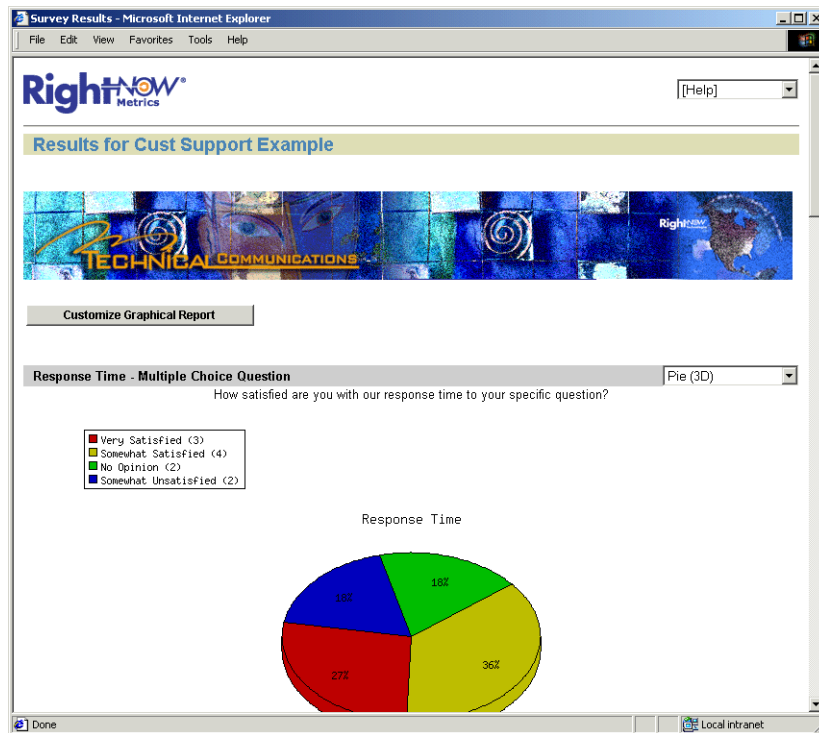 Survey Results - Microsoft Internet Explorer
File Edit View Favorites Tools Help
RightNOW®
Metrics
[Help]
Results for Cust Support Example
TECHNICAL COMMUNICATIONS
RightNOW
Customize Graphical Report
Response Time - Multiple Choice Question
Pie (3D)
How satisfied are you with our response time to your specific question?
Very Satisfied (3)
Somewhat Satisfied (4)
No Opinion (2)
Somewhat Unsatisfied (2)
Response Time
18%
18%
36%
27%
Done
Local intranet